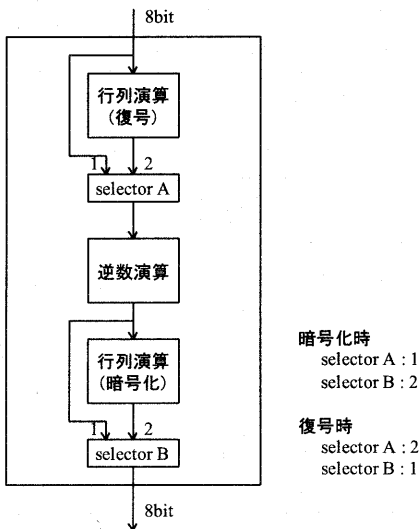 8bit
行列演算
(復号)
1
2
selector A
逆数演算
行列演算
(暗号化)
1
2
selector B
8bit
暗号化時
selector A : 1
selector B : 2
復号時
selector A : 2
selector B : 1